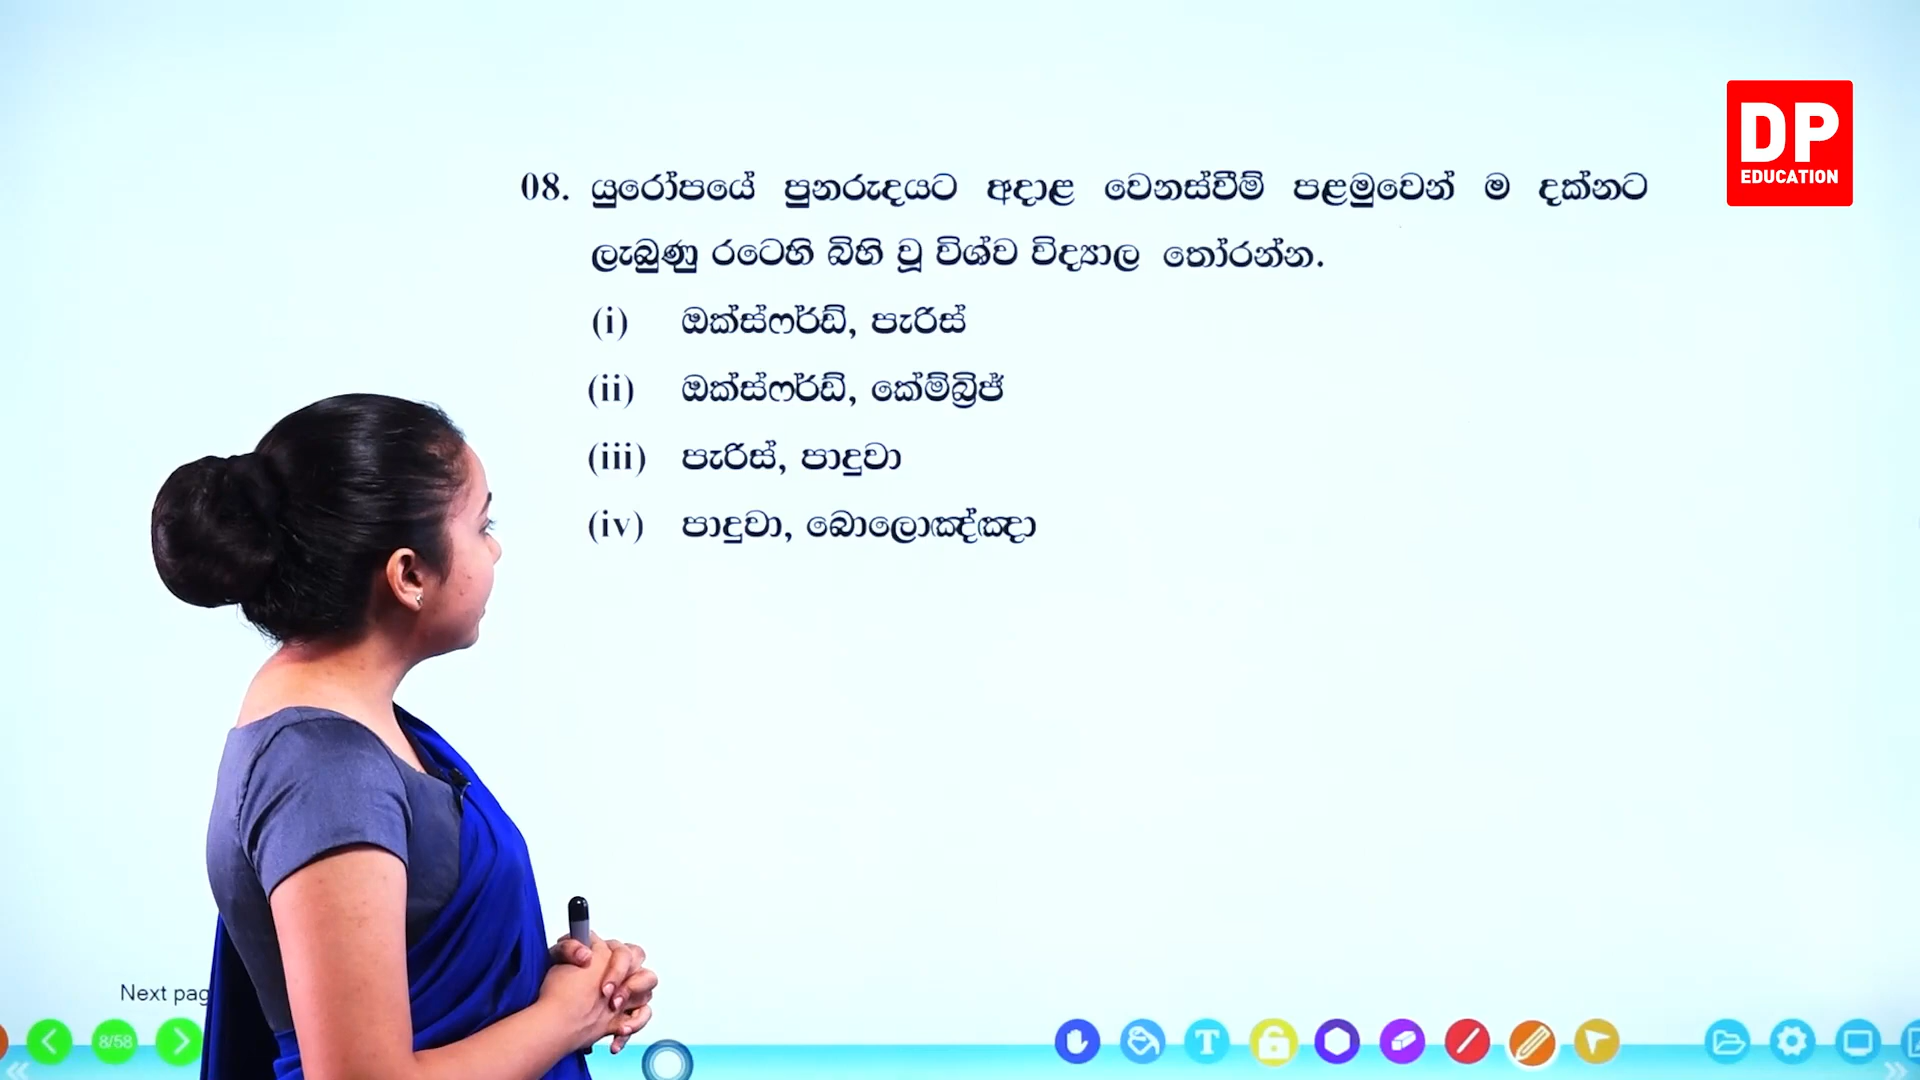 DP
EDUCATION
08. යුරෝපයේ පුනරුදයට අදාළ වෙනස්වීම් පළමුවෙන් ම දක්නට
ලැබුණු රටෙහි බිහි වූ විශ්ව විද්‍යාල තෝරන්න.
(i) ඔක්ස්ෆර්ඩ්, පැරිස්
(ii) ඔක්ස්ෆර්ඩ්, කේම්බ්‍රිජ්
(iii) පැරිස්, පාදුවා
(iv) පාදුවා, බොලොඤ්ඤා
Next pag
8/58
T